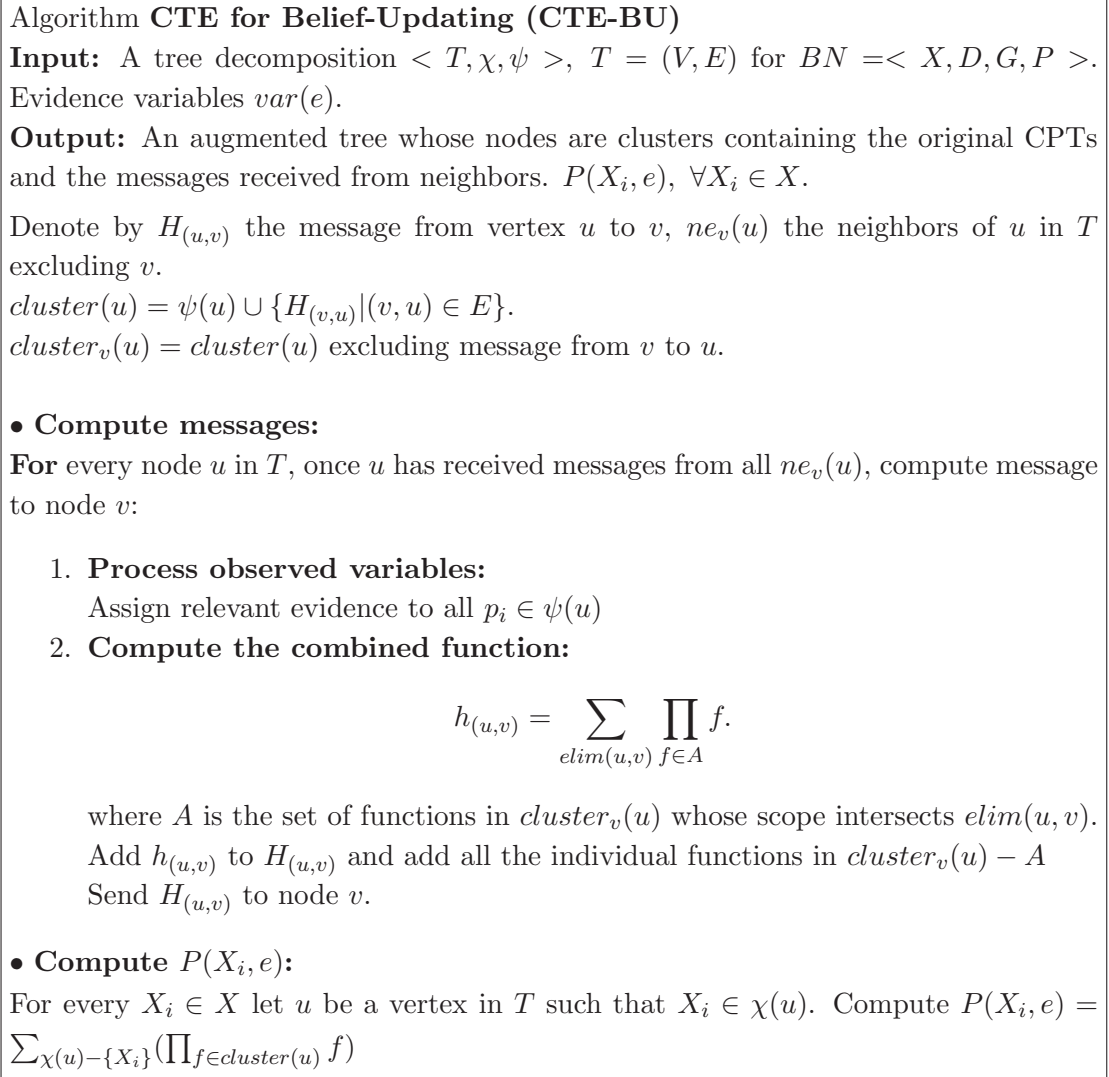 Algorithm CTE for Belief-Updating (CTE-BU)
Input: A tree decomposition < T, χ, ψ >, T = (V, E) for BN =< X, D, G, P >.
Evidence variables var(e).
Output: An augmented tree whose nodes are clusters containing the original CPTs
and the messages received from neighbors. P(X_i, e), ∀X_i ∈ X.
Denote by H_{(u,v)} the message from vertex u to v, ne_v(u) the neighbors of u in T
excluding v.
cluster(u) = ψ(u) ∪ {H_{(v,u)}|(v, u) ∈ E}.
cluster_v(u) = cluster(u) excluding message from v to u.
• Compute messages:
For every node u in T, once u has received messages from all ne_v(u), compute message
to node v:
1. Process observed variables:
Assign relevant evidence to all p_i ∈ ψ(u)
2. Compute the combined function:
h_{(u,v)} = ∑_{elim(u,v)} ∏_{f∈A} f.
where A is the set of functions in cluster_v(u) whose scope intersects elim(u, v).
Add h_{(u,v)} to H_{(u,v)} and add all the individual functions in cluster_v(u) − A
Send H_{(u,v)} to node v.
• Compute P(X_i, e):
For every X_i ∈ X let u be a vertex in T such that X_i ∈ χ(u). Compute P(X_i, e) =
∑_{χ(u)−{X_i}}(∏_{f∈cluster(u)} f)